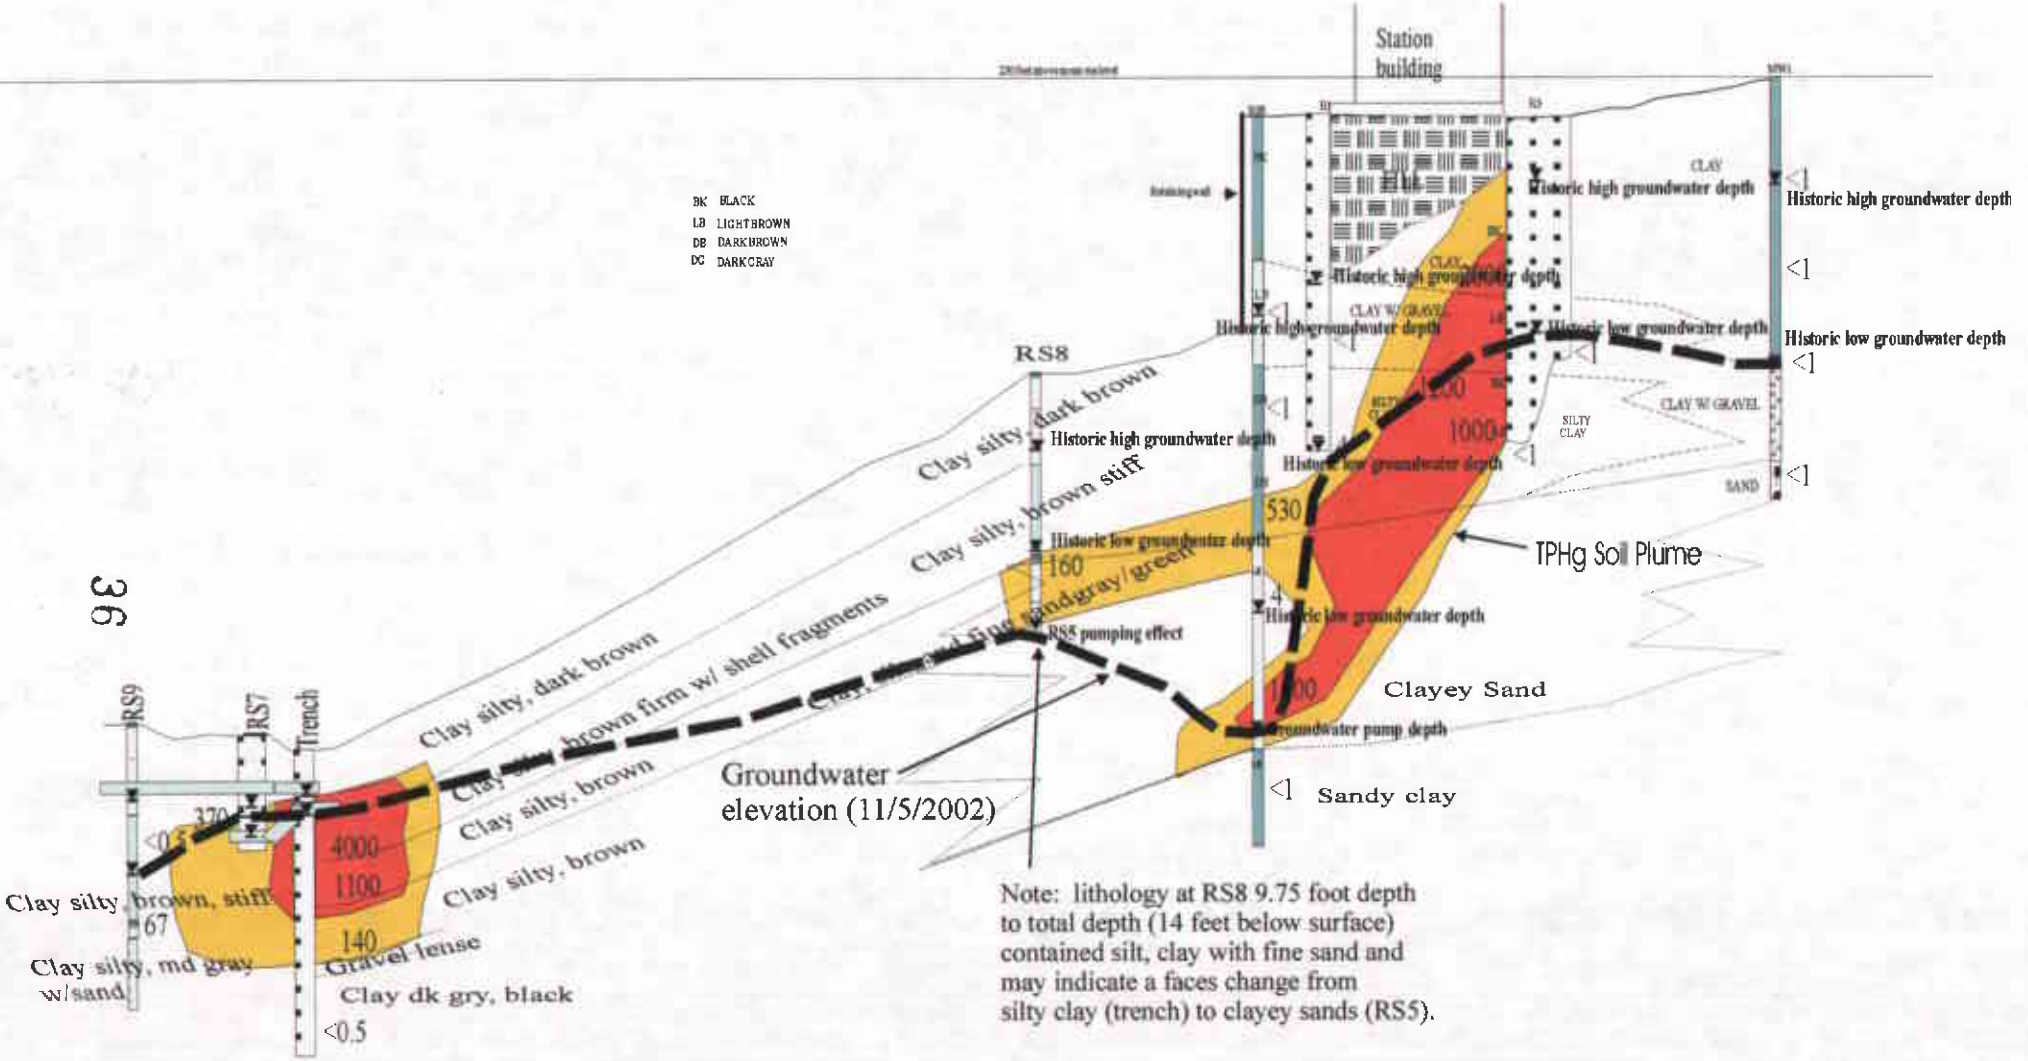 Station
building
BK BLACK
LB LIGHTBROWN
DB DARKBROWN
DG DARKGRAY
CLAY
<1
Historic high groundwater depth
Historic high groundwater depth
CLAY
Historic high groundwater depth
<1
CLAY W/ GRAVEL
<1
Historic high groundwater depth
Historic low groundwater depth
Historic low groundwater depth
<1
<1
<1
RS8
Clay silty, dark brown
<1
CLAY W/ GRAVEL
SILTY
CLAY
1000
Historic high groundwater depth
Historic low groundwater depth
<1
<1
SAND
Clay silty, brown stiff
530
Historic low groundwater depth
160
TPHg Soil Plume
36
4
Historic low groundwater depth
RS5 pumping effect
Clay silty, dark brown
Clayey Sand
RS9
RS7
Trench
Groundwater pump depth
Clay silty, brown firm w/ shell fragments
Clay silty, brown
Groundwater
elevation (11/5/2002)
<1
Sandy clay
370
<0.5
4000
1100
Clay silty, brown
Clay silty, brown, stiff
67
140
Gravel lense
Clay silty, md gray
w/sand
Clay dk gry, black
<0.5
Note: lithology at RS8 9.75 foot depth
to total depth (14 feet below surface)
contained silt, clay with fine sand and
may indicate a faces change from
silty clay (trench) to clayey sands (RS5).